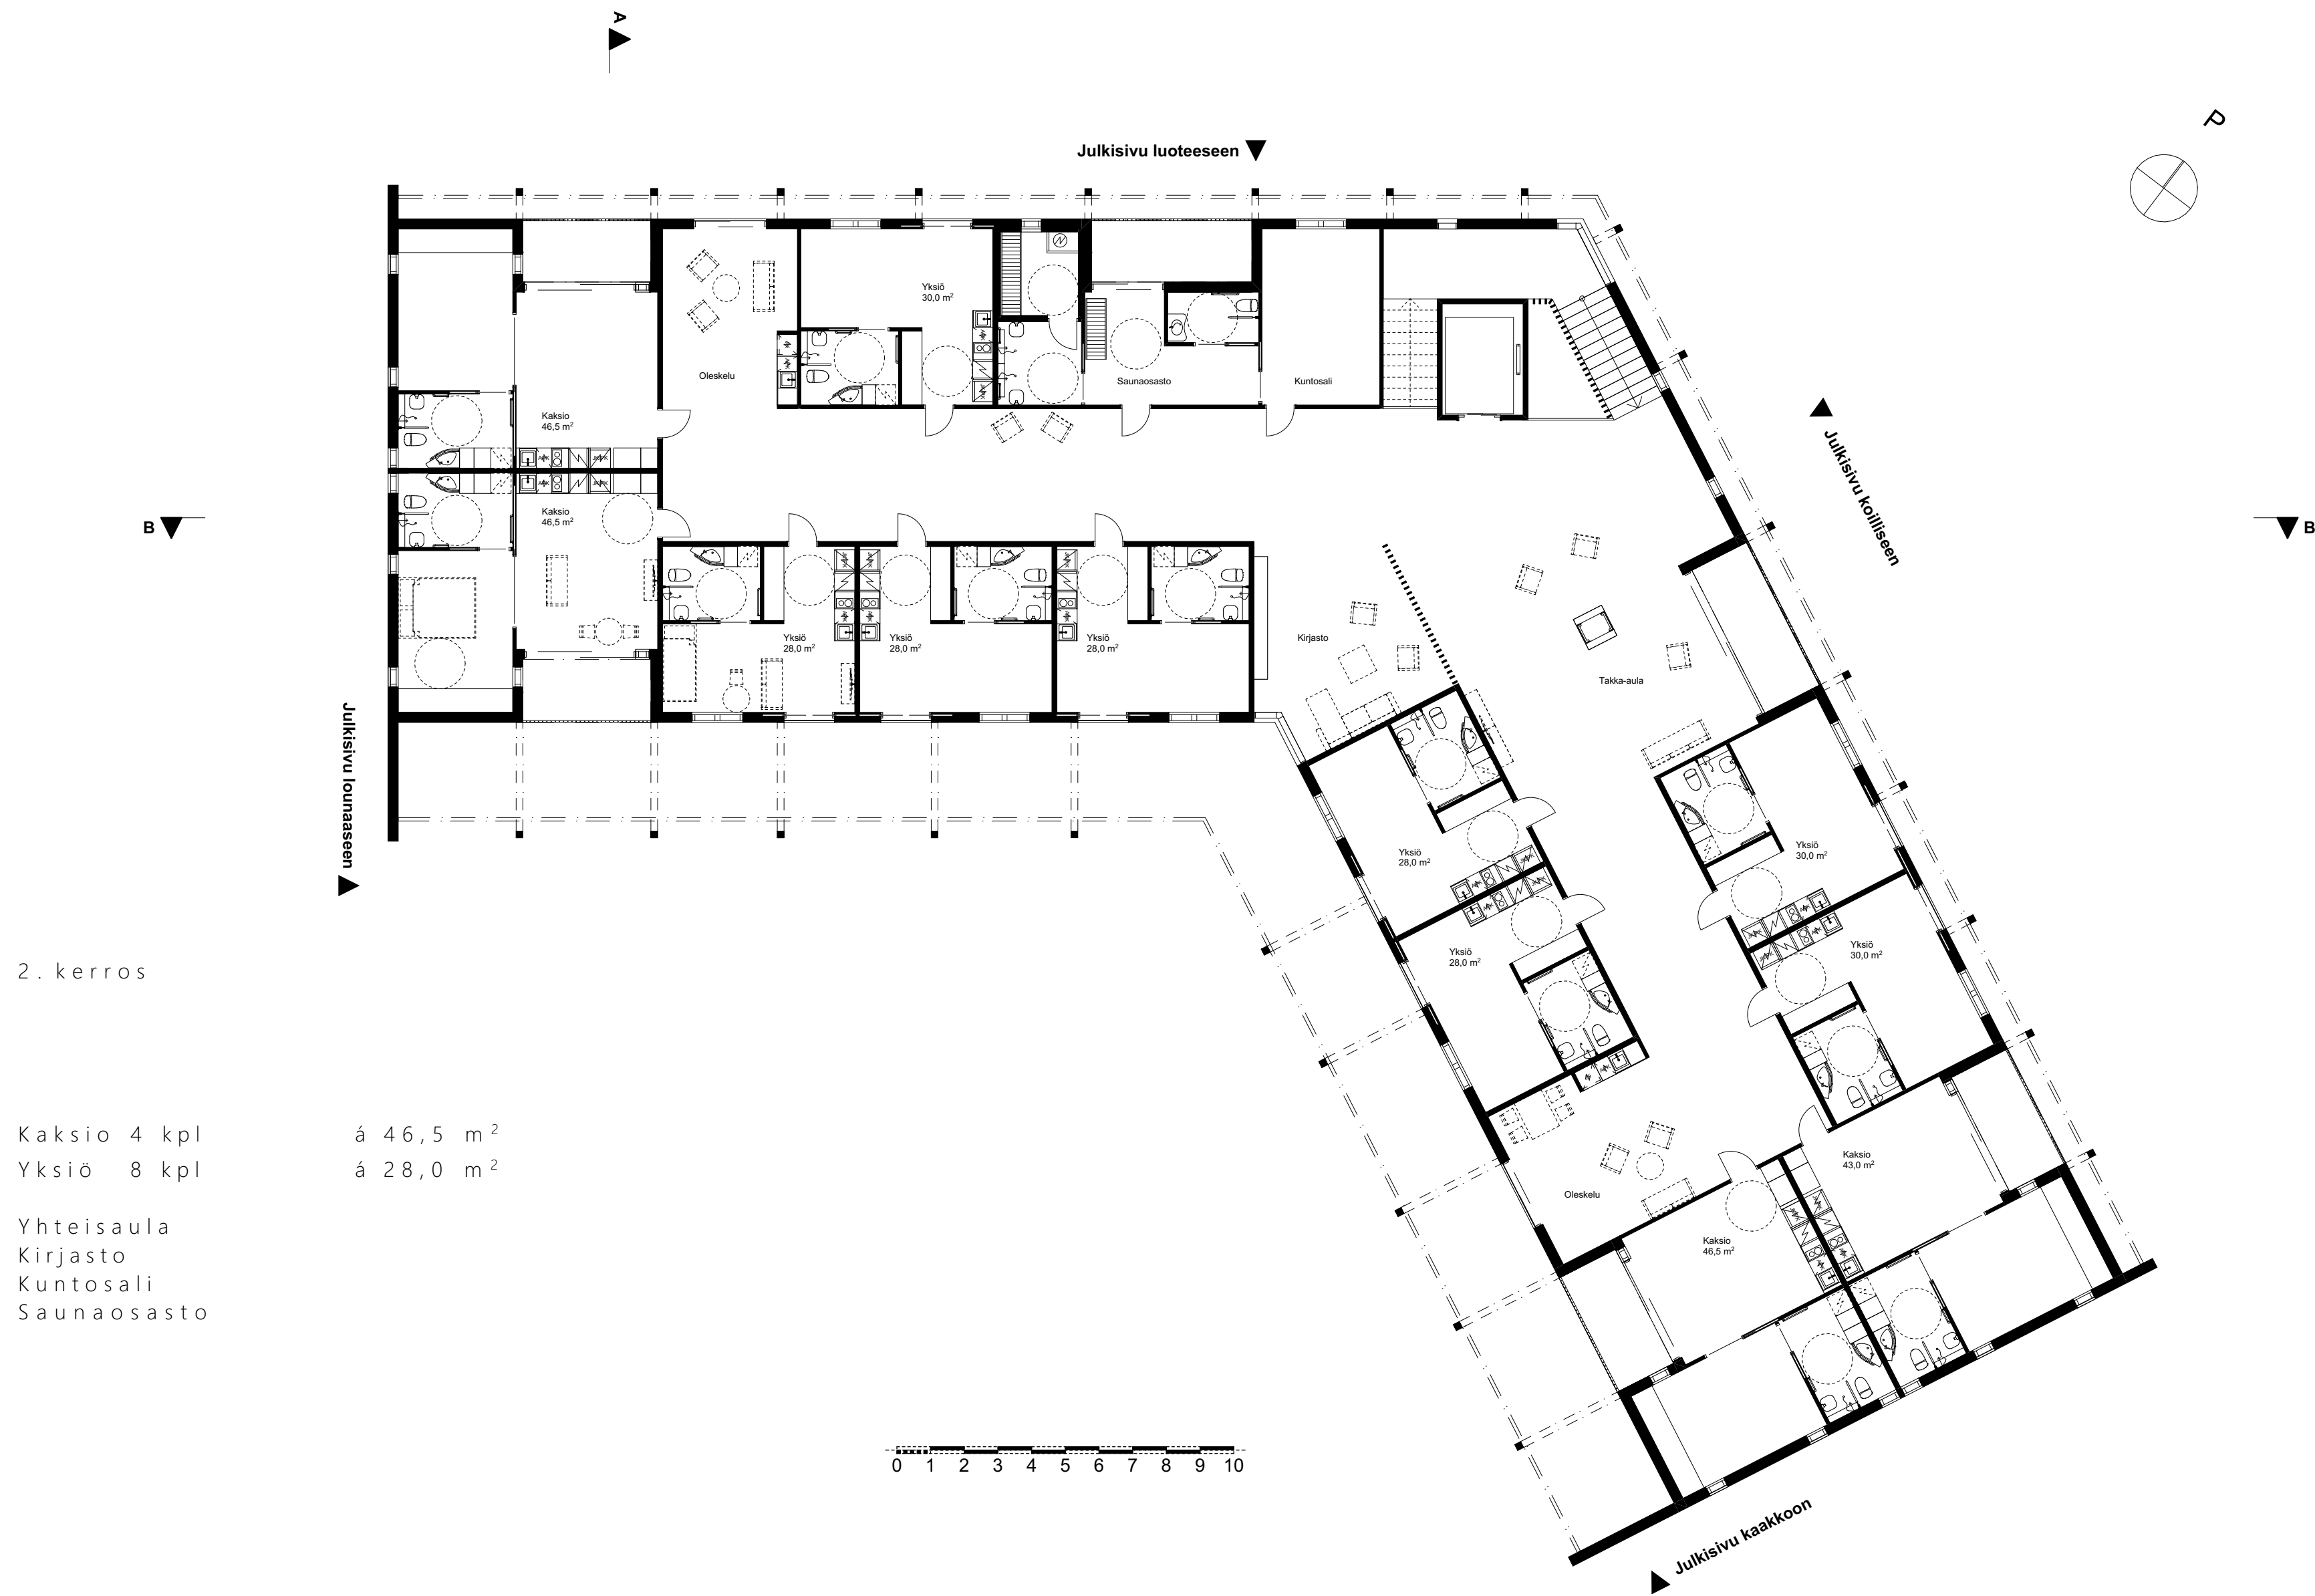 A
P
Julkisivu luoteeseen
Yksiö
30,0 m²
Oleskelu
Saunaosasto
Kuntosali
Kaksio
46,5 m²
Julkisivu koilliseen
B
B
Kaksio
46,5 m²
Yksiö
28,0 m²
Yksiö
28,0 m²
Yksiö
28,0 m²
Kirjasto
Takka-aula
Julkisivu lounaaseen
Yksiö
28,0 m²
Yksiö
30,0 m²
Yksiö
28,0 m²
Yksiö
30,0 m²
2. kerros
Kaksio 4 kpl á 46,5 m²
Yksiö 8 kpl á 28,0 m²
Kaksio
43,0 m²
Oleskelu
Kaksio
46,5 m²
Yhteisaula
Kirjasto
Kuntosali
Saunaosasto
0 1 2 3 4 5 6 7 8 9 10
Julkisivu kaakkoon